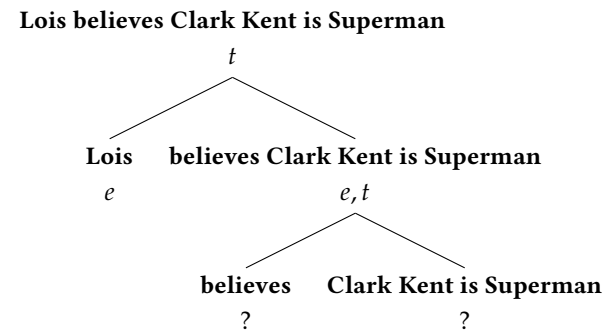 Lois believes Clark Kent is Superman
t
Lois believes Clark Kent is Superman
e e, t
believes Clark Kent is Superman
? ?